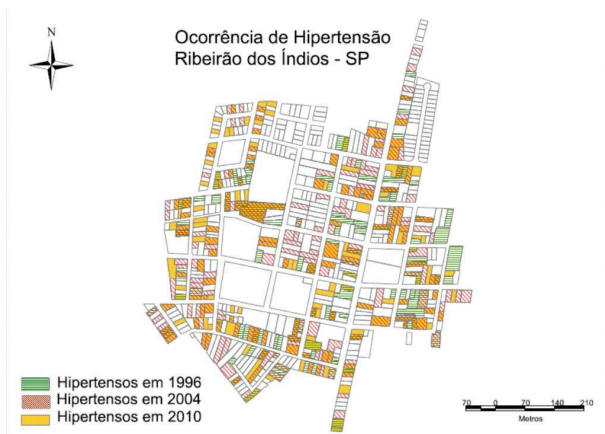 N
Ocorrência de Hipertensão
Ribeirão dos Índios - SP
Hipertensos em 1996
Hipertensos em 2004
Hipertensos em 2010
70 0 70 140 210
Metros